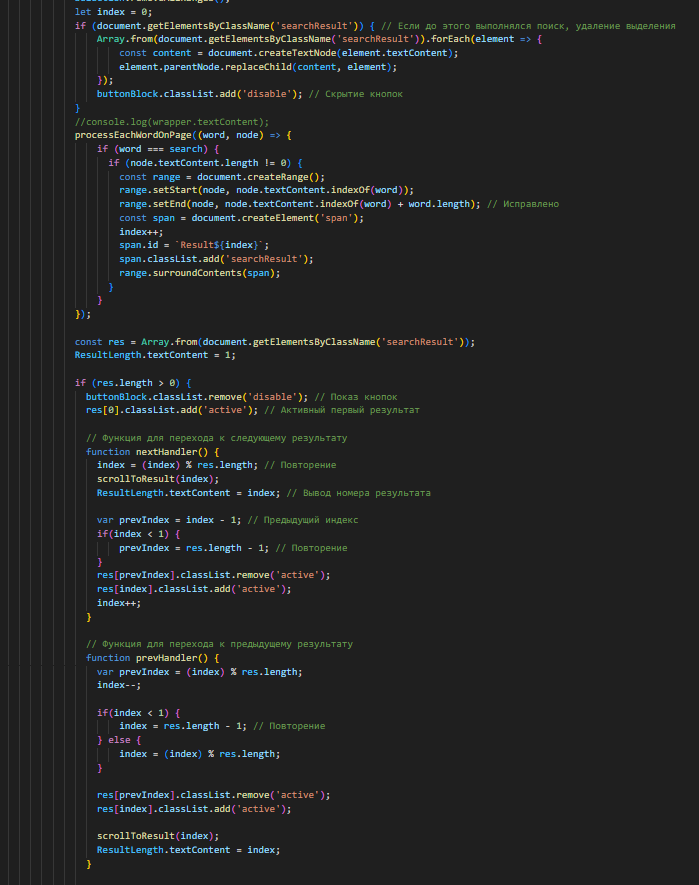 let index = 0;
if (document.getElementsByClassName('searchResult')) { // Если до этого выполнялся поиск, удаление выделения
Array.from(document.getElementsByClassName('searchResult')).forEach(element => {
const content = document.createTextNode(element.textContent);
element.parentNode.replaceChild(content, element);
});
buttonBlock.classList.add('disable'); // Скрытие кнопок
}
//console.log(wrapper.textContent);
processEachWordOnPage((word, node) => {
if (word === search) {
if (node.textContent.length != 0) {
const range = document.createRange();
range.setStart(node, node.textContent.indexOf(word));
range.setEnd(node, node.textContent.indexOf(word) + word.length); // Исправлено
const span = document.createElement('span');
index++;
span.id = `Result${index}`;
span.classList.add('searchResult');
range.surroundContents(span);
}
}
});
const res = Array.from(document.getElementsByClassName('searchResult'));
ResultLength.textContent = 1;
if (res.length > 0) {
buttonBlock.classList.remove('disable'); // Показ кнопок
res[0].classList.add('active'); // Активный первый результат
// Функция для перехода к следующему результату
function nextHandler() {
index = (index) % res.length; // Повторение
scrollToResult(index);
ResultLength.textContent = index; // Вывод номера результата
var prevIndex = index - 1; // Предыдущий индекс
if(index < 1) {
prevIndex = res.length - 1; // Повторение
}
res[prevIndex].classList.remove('active');
res[index].classList.add('active');
index++;
}
// Функция для перехода к предыдущему результату
function prevHandler() {
var prevIndex = (index) % res.length;
index--;
if(index < 1) {
index = res.length - 1; // Повторение
} else {
index = (index) % res.length;
}
res[prevIndex].classList.remove('active');
res[index].classList.add('active');
scrollToResult(index);
ResultLength.textContent = index;
}